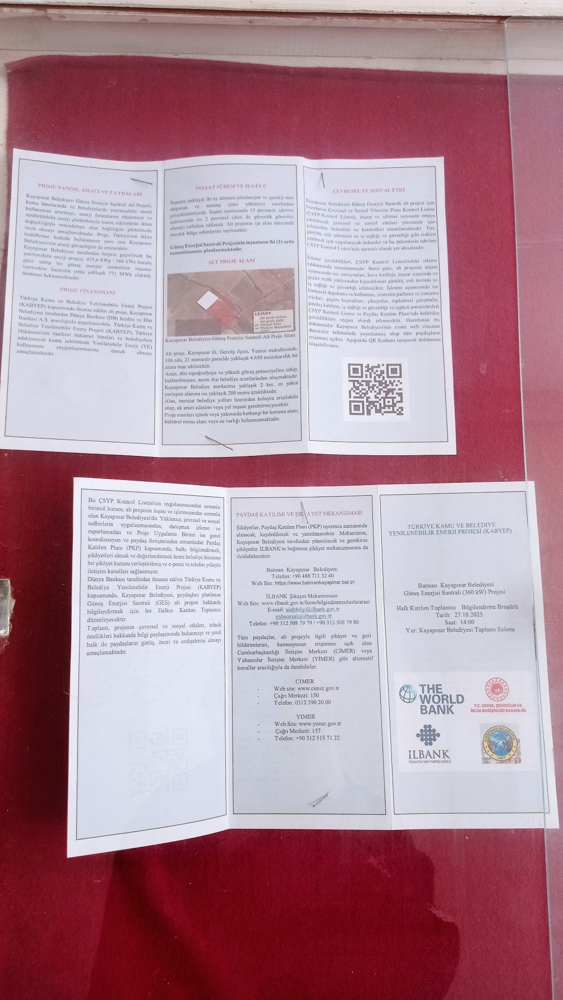 PROJE TANIMI, AMACI VE FAYDALARI
Kayapınar Belediyesi Güneş Enerjisi Santrali Alt Projesi,
kamu binalarında ve belediyelerde yenilenebilir enerji
kullanımını artırmayı, enerji faturalarını düşürmeyi ve
sürdürülebilir enerji çözümleriyle kamu sektörünün iklim
değişikliğiyle mücadeleye olan bağlılığını göstermede
öncü olmayı amaçlamaktadır. Proje, Türkiye'nin iklim
hedeflerine katkıda bulunmanın yanı sıra Kayapınar
Belediyesi'nin enerji güvenliğini de artıracaktır.
Kayapınar Belediyesi tarafından hayata geçirilecek bu
yenilenebilir enerji projesi, 435,6 kWp / 360 kWe kurulu
güce sahip bir güneş enerjisi santralinin inşasını
içerecektir. Santralin yılda yaklaşık 771 MWh elektrik
üretmesi beklenmektedir.
PROJE FİNANSMANI
Türkiye Kamu ve Belediye Yenilenebilir Enerji Projesi
(KABYEP) kapsamında finanse edilen alt proje, Kayapınar
Belediyesi tarafından Dünya Bankası (DB) kredisi ve İller
Bankası A.Ş. aracılığıyla uygulanacaktır. Türkiye Kamu ve
Belediye Yenilenebilir Enerji Projesi (KABYEP), Türkiye
Hükümeti'nin merkezi hükümet binaları ve belediyelere
odaklanarak kamu sektöründe Yenilenebilir Enerji (YE)
kullanımını yaygınlaştırmasına destek olmayı
amaçlamaktadır.
İNŞAAT SÜRESİ VE İŞ GÜCÜ
İnşaatın yaklaşık iki ay sürmesi planlanıyor ve gerekli tüm
ekipman ve montaj işleri yüklenici tarafından
gerçekleştirilecek. İnşaat aşamasında 15 personel, işletme
aşamasında ise 2 personel (ikisi de güvenlik görevlisi
olarak) istihdam edilecek. Alt projenin işe alım sürecinde
öncelik bölge sakinlerine verilecektir.
Güneş Enerjisi Santrali Projesinin inşaatının iki (2) ayda
tamamlanması planlanmaktadır.
ALT PROJE ALANI
LEJANT
Alt proje Sahası
Alt proje ENH
Ulaşım Yolu
Yüceler Mahallesi
Sınırı
Kayapınar Belediyesi Güneş Enerjisi Santrali Alt Proje Alanı
Alt proje, Kayapınar ili, Gercüş ilçesi, Yenice mahallesinde,
106 ada, 21 numaralı parselde yaklaşık 4.650 metrekarelik bir
alana inşa edilecektir.
Arazi, düz topoğrafyaya ve yüksek güneş potansiyeline sahip,
kullanılmayan, tarım dışı belediye arazilerinden oluşmaktadır.
Kayapınar Belediye merkezine yaklaşık 2 km, en yakın
yerleşim alanına ise yaklaşık 200 metre uzaklıktadır.
Alan, mevcut belediye yolları üzerinden kolayca erişilebilir
olup, ek arazi edinimi veya yol inşaatı gerektirmeyecektir.
Proje sınırları içinde veya yakınında herhangi bir koruma alanı,
kültürel miras alanı veya su varlığı bulunmamaktadır.
ÇEVRESEL VE SOSYAL ETKİ
Kayapınar Belediyesi Güneş Enerjisi Santrali alt projesi için
hazırlanan Çevresel ve Sosyal Yönetim Planı Kontrol Listesi
(ÇSYP Kontrol Listesi), inşaat ve işletme sırasında ortaya
çıkabilecek çevresel ve sosyal etkileri yönetmek için
geliştirilen önlemleri ve kontrolleri tanımlamaktadır. Toz,
gürültü, atık yönetimi ve iş sağlığı ve güvenliği gibi riskleri
azaltmak için uygulanacak önlemler ve bu önlemlerin takvimi
ÇSYP Kontrol Listesi'nde ayrıntılı olarak yer almaktadır.
İzleme gereklilikleri, ÇSYP Kontrol Listesi'ndeki izleme
tablolarında tanımlanmıştır. Buna göre, alt projenin inşaat
aşamasında toz emisyonları, hava kirliliği, inşaat sırasında ve
geçici trafik yüklerinden kaynaklanan gürültü, atık üretimi ve
iş sağlığı ve güvenliği izlenecektir. İşletme aşamasında ise
kimyasal depolama ve kullanımı, santralin parlama ve yansıma
etkileri, geçim kaynakları, şikayetler, toplumsal çatışmalar,
paydaş katılımı, iş sağlığı ve güvenliği ve işgücü parametreleri
ÇSYP Kontrol Listesi ve Paydaş Katılım Planı'nda belirtilen
gerekliliklere uygun olarak izlenecektir. Hazırlanan bu
dokümanlar Kayapınar Belediyesi'nin resmi web sitesinin
duyurular bölümünde yayınlanmış olup tüm paydaşların
erişimine açıktır. Aşağıdaki QR Kodunu tarayarak dokümana
ulaşabilirsiniz.
Bu ÇSYP Kontrol Listesi'nin uygulanmasından sorumlu
birincil kurum, alt projenin inşası ve işletmesinden sorumlu
olan Kayapınar Belediyesi'dir. Yüklenici, çevresel ve sosyal
tedbirlerin uygulanmasından, danışman izleme ve
raporlamadan ve Proje Uygulama Birimi ise genel
koordinasyon ve paydaş iletişiminden sorumludur. Paydaş
Katılım Planı (PKP) kapsamında, halkı bilgilendirmek,
şikâyetleri almak ve değerlendirmek üzere belediye binasına
bir şikâyet kutusu yerleştirilmiş ve e-posta ve telefon yoluyla
iletişim kanalları sağlanmıştır.
Dünya Bankası tarafından finanse edilen Türkiye Kamu ve
Belediye Yenilenebilir Enerji Projesi (KABYEP)
kapsamında, Kayapınar Belediyesi, paydaşları planlanan
Güneş Enerjisi Santrali (GES) alt projesi hakkında
bilgilendirmek için bir Halkın Katılım Toplantısı
düzenleyecektir.
Toplantı, projenin çevresel ve sosyal etkileri, teknik
özellikleri hakkında bilgi paylaşımında bulunmayı ve yerel
halk ile paydaşların görüş, öneri ve endişelerini almayı
amaçlamaktadır.
PAYDAŞ KATILIMI VE ŞİKAYET MEKANİZMASI
Şikâyetler, Paydaş Katılım Planı (PKP) uyarınca zamanında
alınacak, kaydedilecek ve yanıtlanacaktır. Mekanizma,
Kayapınar Belediyesi tarafından yönetilecek ve gerekirse
şikâyetler İLBANK'ın bağımsız şikâyet mekanizmasına da
iletilebilecektir.
Batman Kayapınar Belediyesi:
Telefon: +90 488 711 32 40
Web Site: https://www.batmankayapinar.bel.tr/
İLBANK Şikayet Mekanizması
Web Site: www.ilbank.gov.tr/form/bilgiedinmeuluslararasi
E-mail: uidbbilgi@ilbank.gov.tr
pybsosyal@ilbank.gov.tr
Telefon: +90 312 508 79 79 / +90 312 508 79 80
Tüm paydaşlar, alt projeyle ilgili şikâyet ve geri
bildirimlerini, kamuoyunun erişimine açık olan
Cumhurbaşkanlığı İletişim Merkezi (CİMER) veya
Yabancılar İletişim Merkezi (YİMER) gibi alternatif
kanallar aracılığıyla da iletebilirler.
CIMER
- Web site: www.cimer.gov.tr
- Çağrı Merkezi: 150
- Telefon: 0312 590 20 00
YIMER
- Web Site: www.yimer.gov.tr
- Çağrı Merkezi: 157
- Telefon: +90 312 515 71 22
TÜRKİYE KAMU VE BELEDİYE
YENİLENEBİLİR ENERJİ PROJESİ (KABYEP)
Batman Kayapınar Belediyesi
Güneş Enerjisi Santrali (360 kW) Projesi
Halk Katılım Toplantısı Bilgilendirme Broşürü
Tarih: 27.10.2025
Saat: 14:00
Yer: Kayapınar Belediyesi Toplantı Salonu
THE
WORLD
BANK
T.C. ÇEVRE, ŞEHİRCİLİK VE
İKLİM DEĞİŞİKLİĞİ BAKANLIĞI
İLBANK
TÜRKİYE'NİN YAPICI GÜCÜ
KAYAPINAR BELEDİYESİ
1967